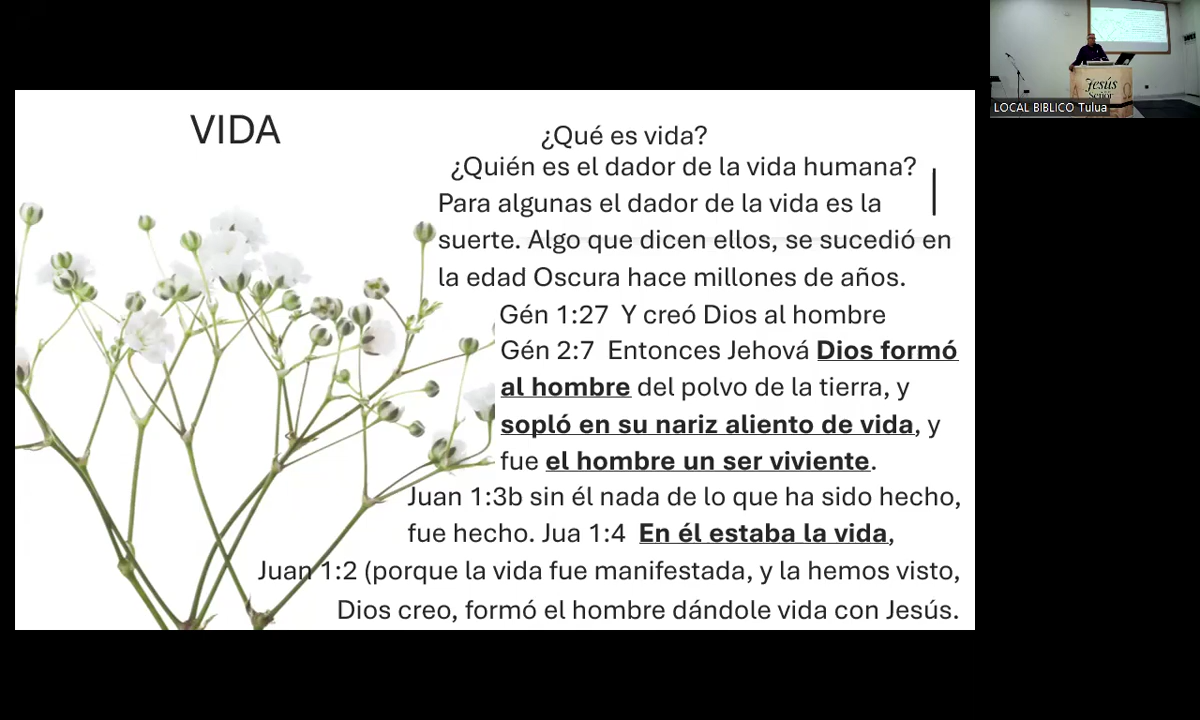 VIDA
¿Qué es vida?
¿Quién es el dador de la vida humana?
Para algunas el dador de la vida es la
suerte. Algo que dicen ellos, se sucedió en
la edad Oscura hace millones de años.
Gén 1:27 Y creó Dios al hombre
Gén 2:7 Entonces Jehová Dios formó
al hombre del polvo de la tierra, y
sopló en su nariz aliento de vida, y
fue el hombre un ser viviente.
Juan 1:3b sin él nada de lo que ha sido hecho,
fue hecho. Jua 1:4 En él estaba la vida,
Juan 1:2 (porque la vida fue manifestada, y la hemos visto,
Dios creo, formó el hombre dándole vida con Jesús.
Jesús
Señor
LOCAL BIBLICO Tulua